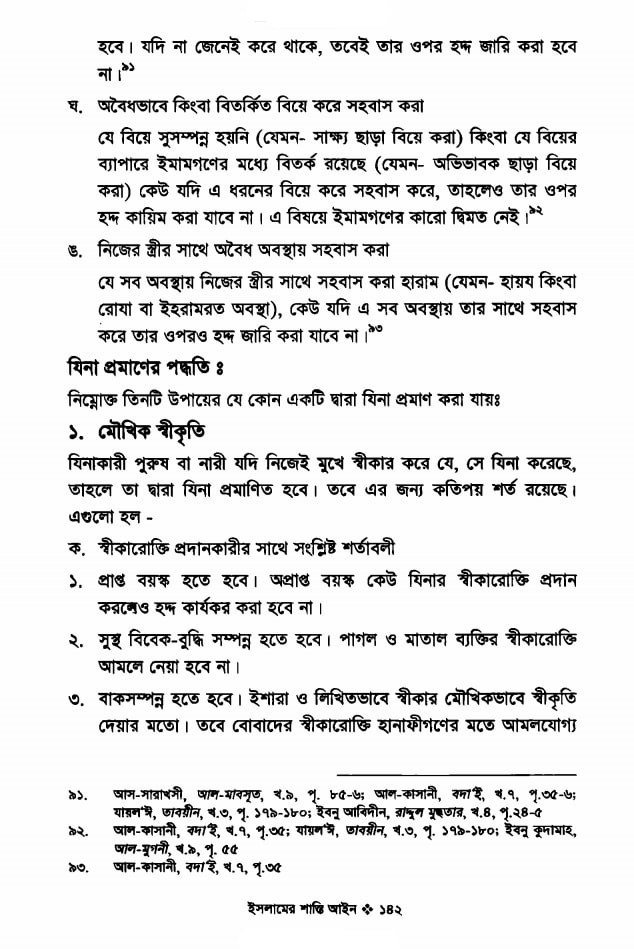 হবে। যদি না জেনেই করে থাকে, তবেই তার ওপর হদ্দ জারি করা হবে
না।৯১
ঘ. অবৈধভাবে কিংবা বিতর্কিত বিয়ে করে সহবাস করা
যে বিয়ে সুসম্পন্ন হয়নি (যেমন- সাক্ষ্য ছাড়া বিয়ে করা) কিংবা যে বিয়ের
ব্যাপারে ইমামগণের মধ্যে বিতর্ক রয়েছে (যেমন- অভিভাবক ছাড়া বিয়ে
করা) কেউ যদি এ ধরনের বিয়ে করে সহবাস করে, তাহলেও তার ওপর
হদ্দ কায়িম করা যাবে না। এ বিষয়ে ইমামগণের কারো দ্বিমত নেই।৯২
ঙ. নিজের স্ত্রীর সাথে অবৈধ অবস্থায় সহবাস করা
যে সব অবস্থায় নিজের স্ত্রীর সাথে সহবাস করা হারাম (যেমন- হায়য কিংবা
রোযা বা ইহরামরত অবস্থা), কেউ যদি এ সব অবস্থায় তার সাথে সহবাস
করে তার ওপরও হদ্দ জারি করা যাবে না।৯৩
যিনা প্রমাণের পদ্ধতি ঃ
নিম্নোক্ত তিনটি উপায়ের যে কোন একটি দ্বারা যিনা প্রমাণ করা যায়ঃ
১. মৌখিক স্বীকৃতি
যিনাকারী পুরুষ বা নারী যদি নিজেই মুখে স্বীকার করে যে, সে যিনা করেছে,
তাহলে তা দ্বারা যিনা প্রমাণিত হবে। তবে এর জন্য কতিপয় শর্ত রয়েছে।
এগুলো হল -
ক. স্বীকারোক্তি প্রদানকারীর সাথে সংশ্লিষ্ট শর্তাবলী
১. প্রাপ্ত বয়স্ক হতে হবে। অপ্রাপ্ত বয়স্ক কেউ যিনার স্বীকারোক্তি প্রদান
করলেও হদ্দ কার্যকর করা হবে না।
২. সুস্থ বিবেক-বুদ্ধি সম্পন্ন হতে হবে। পাগল ও মাতাল ব্যক্তির স্বীকারোক্তি
আমলে নেয়া হবে না।
৩. বাকসম্পন্ন হতে হবে। ইশারা ও লিখিতভাবে স্বীকার মৌখিকভাবে স্বীকৃতি
দেয়ার মতো। তবে বোবাদের স্বীকারোক্তি হানাফীগণের মতে আমলযোগ্য
৯১. আস-সারাখসী, আল-মাবসূত, খ.৯, পৃ. ৮৫-৬; আল-কাসানী, বদা'ই, খ.৭, পৃ.৩৫-৬;
যায়ল'ঈ, তাবয়ীন, খ.৩, পৃ. ১৭৯-১৮০; ইবনু আবিদীন, রাদ্দুল মুহতার, খ.৪, পৃ.২৪-৫
৯২. আল-কাসানী, বদা'ই, খ.৭, পৃ.৩৫; যায়ল'ঈ, তাবয়ীন, খ.৩, পৃ. ১৭৯-১৮০; ইবনু কুদামাহ,
আল-মুগনী, খ.৯, পৃ. ৫৫
৯৩. আল-কাসানী, বদা'ই, খ.৭, পৃ.৩৫
ইসলামের শাস্তি আইন ❖ ১৪২